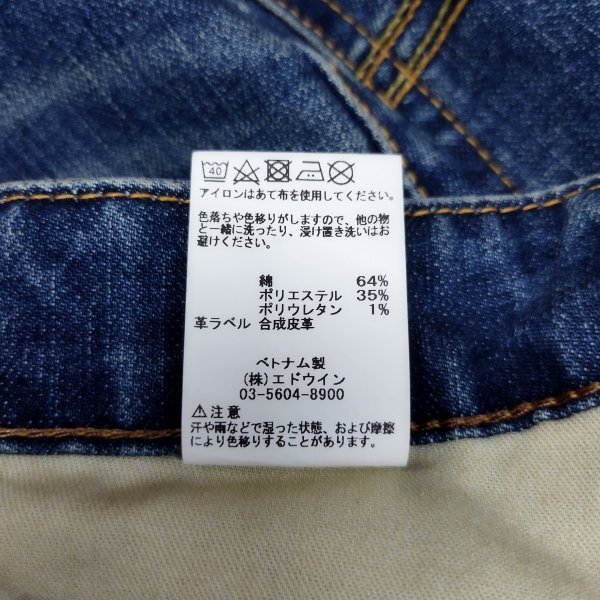 40
アイロンはあて布を使用してください。
色落ちや色移りがしますので、他の物
と一緒に洗ったり、浸け置き洗いはお
避けください。
綿 64%
ポリエステル 35%
ポリウレタン 1%
革ラベル 合成皮革
ベトナム製
(株)エドウイン
03-5604-8900
⚠注意
汗や雨などで湿った状態、および摩擦
により色移りすることがあります。